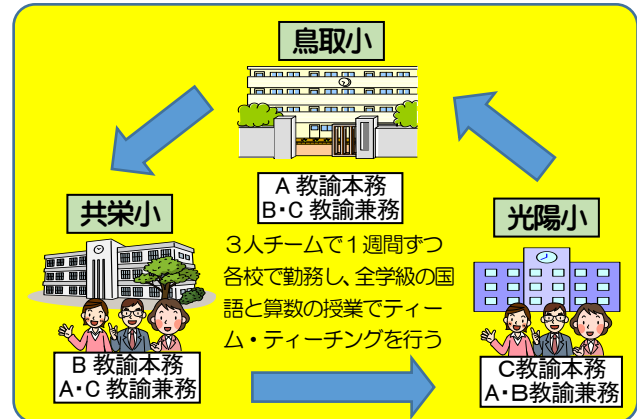 鳥取小
A 教諭本務
B・C 教諭兼務
共栄小
光陽小
３人チームで１週間ずつ
各校で勤務し、全学級の国
語と算数の授業でティー
ム・ティーチングを行う
B 教諭本務
A・C 教諭兼務
C教諭本務
A・B教諭兼務